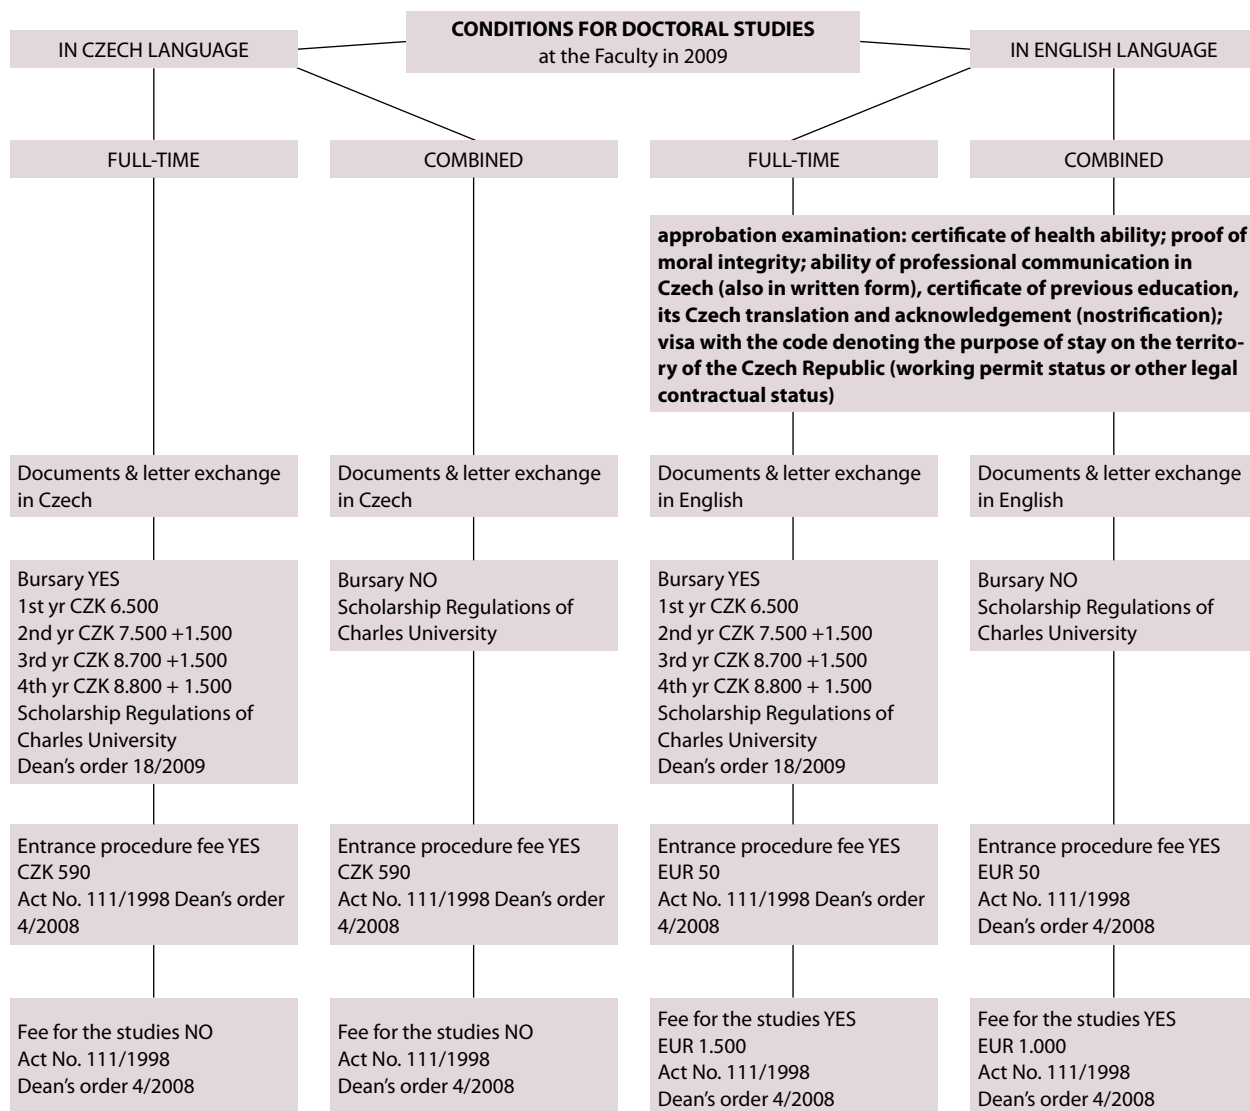 CONDITIONS FOR DOCTORAL STUDIES
at the Faculty in 2009
IN CZECH LANGUAGE
IN ENGLISH LANGUAGE
FULL-TIME
COMBINED
FULL-TIME
COMBINED
approbation examination: certificate of health ability; proof of
moral integrity; ability of professional communication in
Czech (also in written form), certificate of previous education,
its Czech translation and acknowledgement (nostrification);
visa with the code denoting the purpose of stay on the territo-
ry of the Czech Republic (working permit status or other legal
contractual status)
Documents & letter exchange
in Czech
Documents & letter exchange
in Czech
Documents & letter exchange
in English
Documents & letter exchange
in English
Bursary YES
1st yr CZK 6.500
2nd yr CZK 7.500 +1.500
3rd yr CZK 8.700 +1.500
4th yr CZK 8.800 + 1.500
Scholarship Regulations of
Charles University
Dean's order 18/2009
Bursary NO
Scholarship Regulations of
Charles University
Bursary YES
1st yr CZK 6.500
2nd yr CZK 7.500 +1.500
3rd yr CZK 8.700 +1.500
4th yr CZK 8.800 + 1.500
Scholarship Regulations of
Charles University
Dean's order 18/2009
Bursary NO
Scholarship Regulations of
Charles University
Entrance procedure fee YES
CZK 590
Act No. 111/1998 Dean's order
4/2008
Entrance procedure fee YES
CZK 590
Act No. 111/1998 Dean's order
4/2008
Entrance procedure fee YES
EUR 50
Act No. 111/1998 Dean's order
4/2008
Entrance procedure fee YES
EUR 50
Act No. 111/1998
Dean's order 4/2008
Fee for the studies NO
Act No. 111/1998
Dean's order 4/2008
Fee for the studies NO
Act No. 111/1998
Dean's order 4/2008
Fee for the studies YES
EUR 1.500
Act No. 111/1998
Dean's order 4/2008
Fee for the studies YES
EUR 1.000
Act No. 111/1998
Dean's order 4/2008